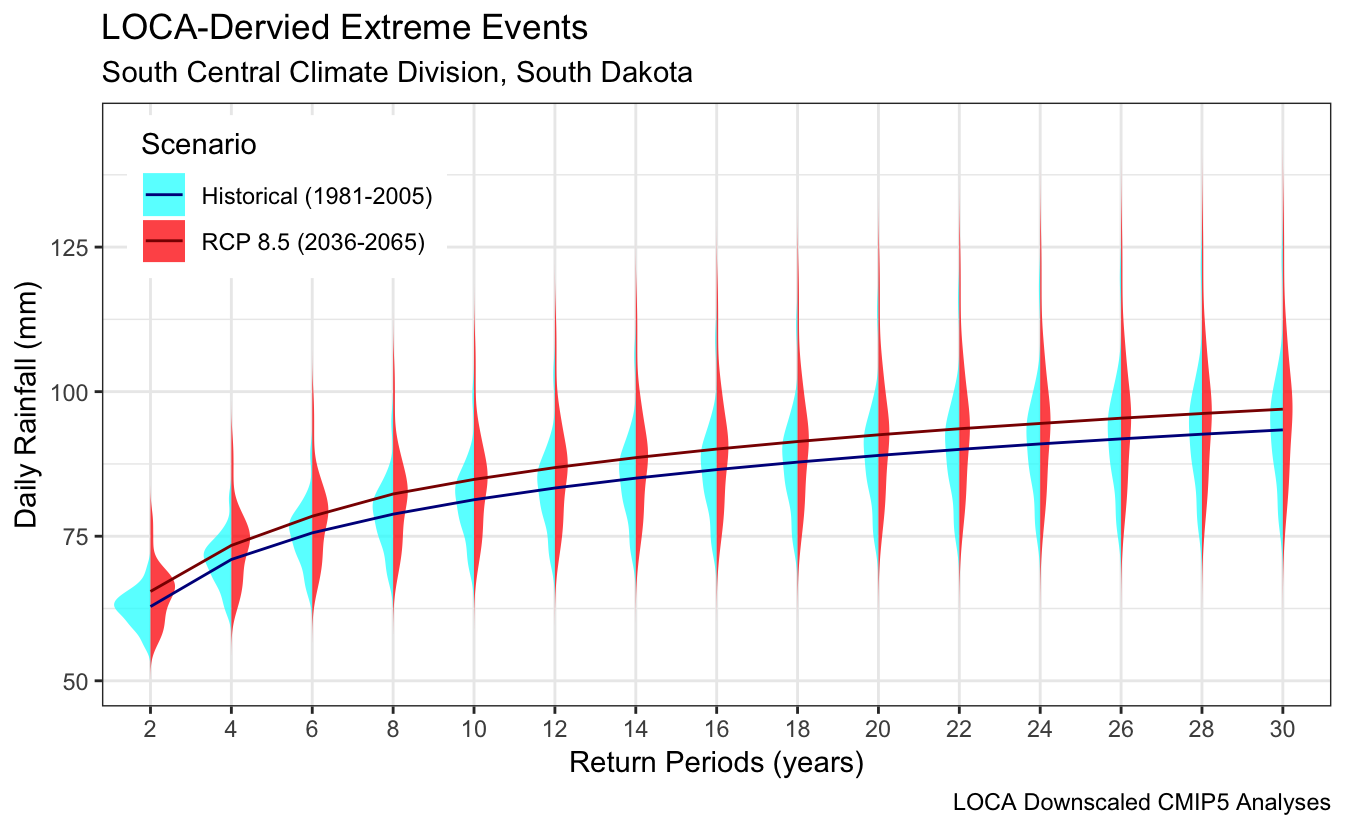 LOCA-Dervied Extreme Events
South Central Climate Division, South Dakota
Scenario
Historical (1981-2005)
RCP 8.5 (2036-2065)
Daily Rainfall (mm)
125
100
75
50
2 4 6 8 10 12 14 16 18 20 22 24 26 28 30
Return Periods (years)
LOCA Downscaled CMIP5 Analyses